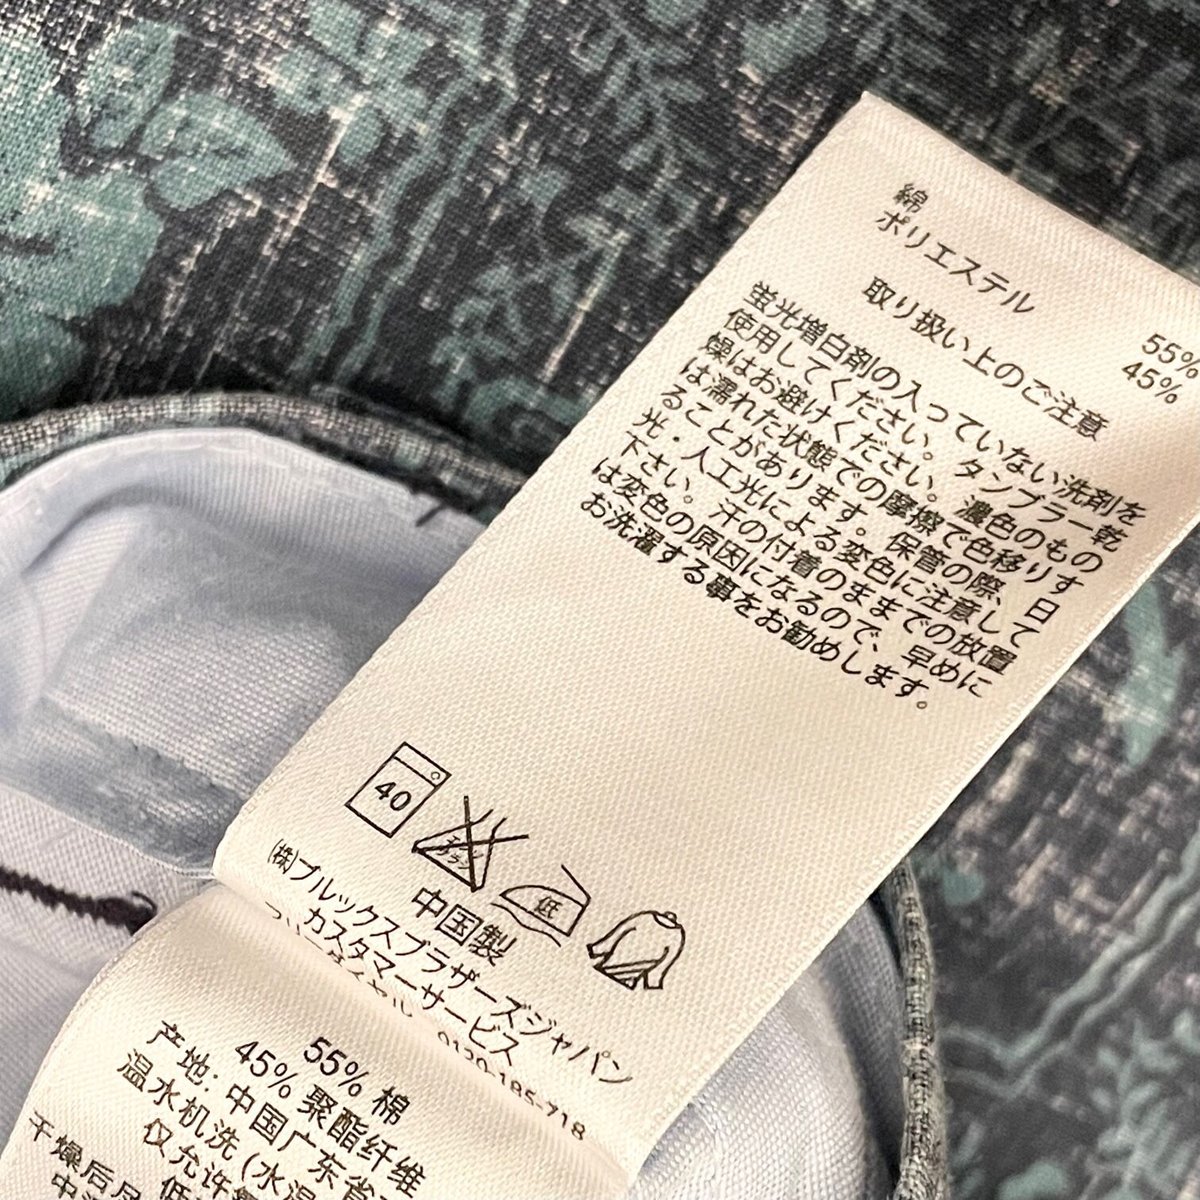 綿 55%
ポリエステル 45%
取り扱い上のご注意
蛍光増白剤の入っていない洗剤を
使用してください。タンブラー乾
燥はお避けください。濃色のもの
は濡れた状態での摩擦で色移りす
ることがあります。保管の際、日
光・人工光による変色に注意して
下さい。汗の付着のままでの放置
は変色の原因になるので、早めに
お洗濯する事をお勧めします。
40
低
中国製
(株)ブルックスブラザーズジャパン
カスタマーサービス
0120-185-718
55% 棉
45% 聚酯纤维
产地: 中国广东省
温水机洗 (水温
仅允许
低
干燥后尽